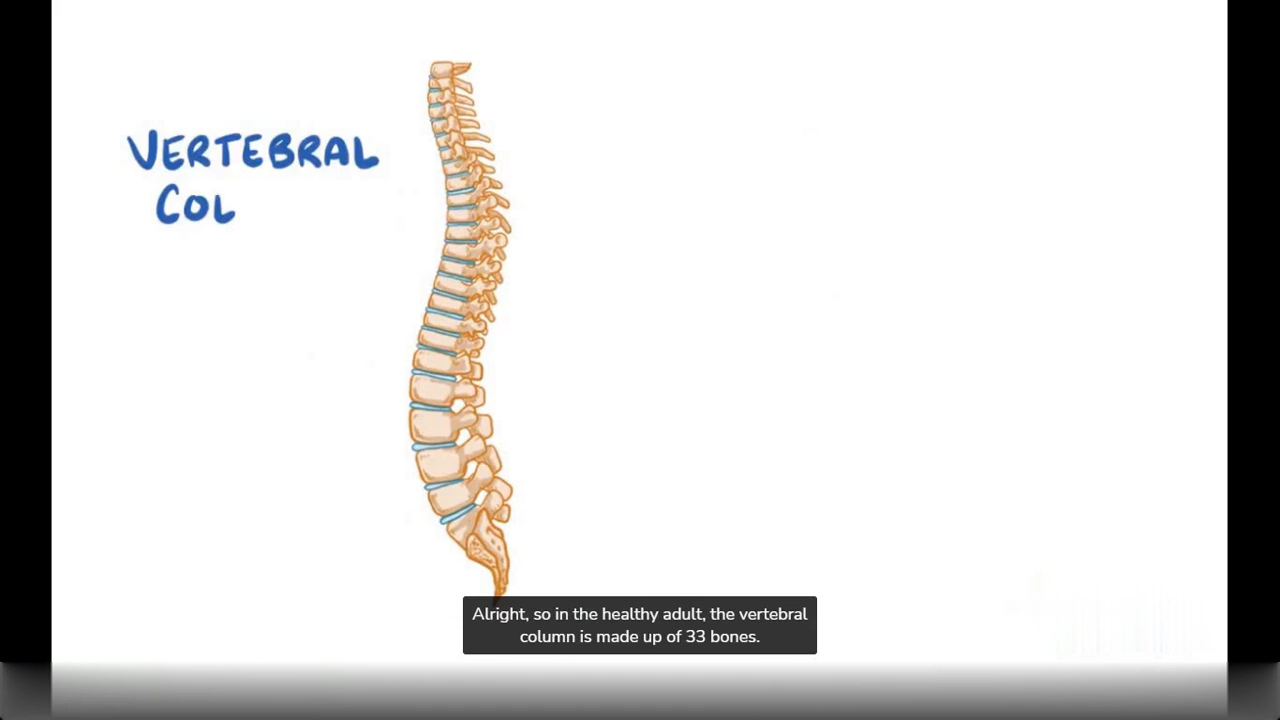 VERTEBRAL
COL
Alright, so in the healthy adult, the vertebral
column is made up of 33 bones.